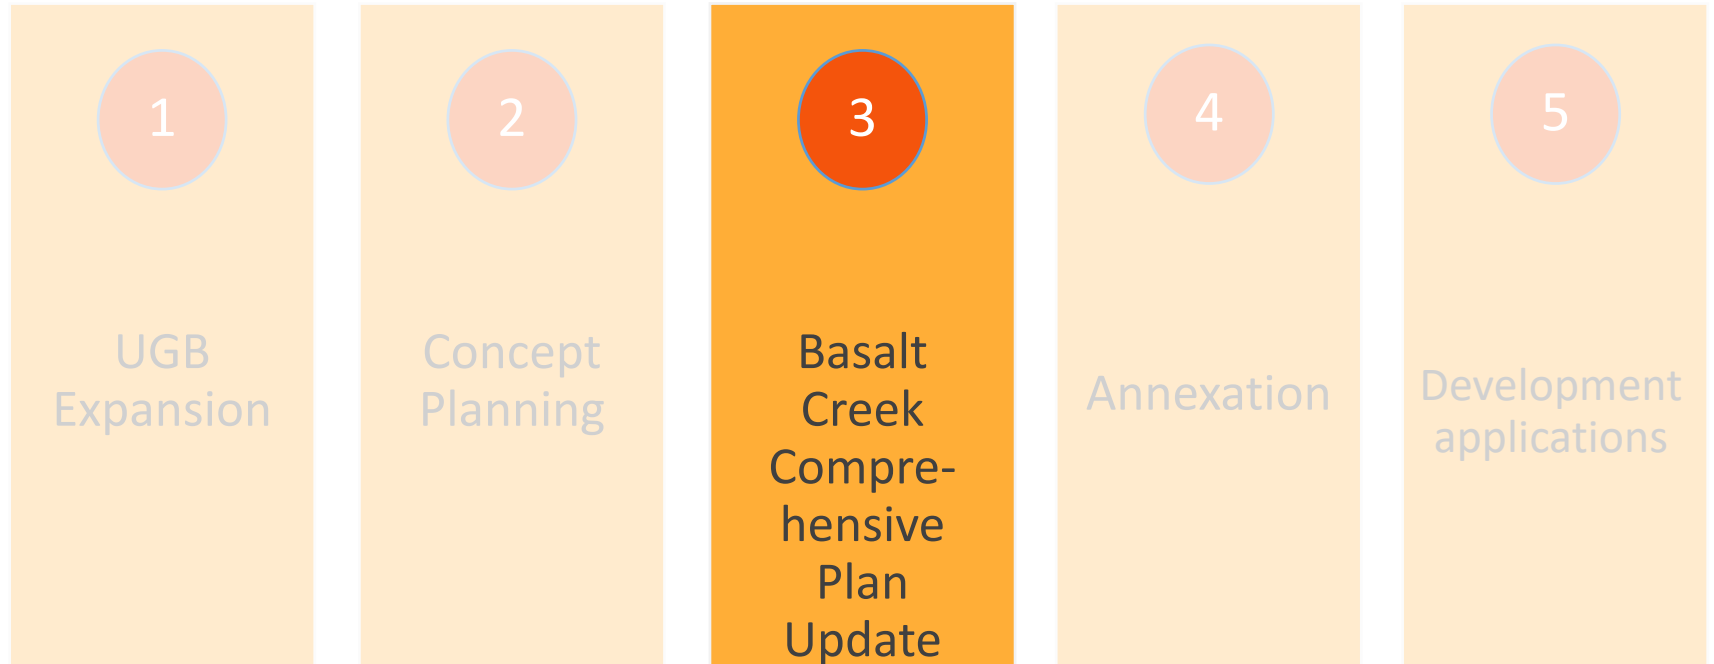 1
UGB
Expansion
2
Concept
Planning
3
Basalt
Creek
Compre-
hensive
Plan
Update
4
Annexation
5
Development
applications